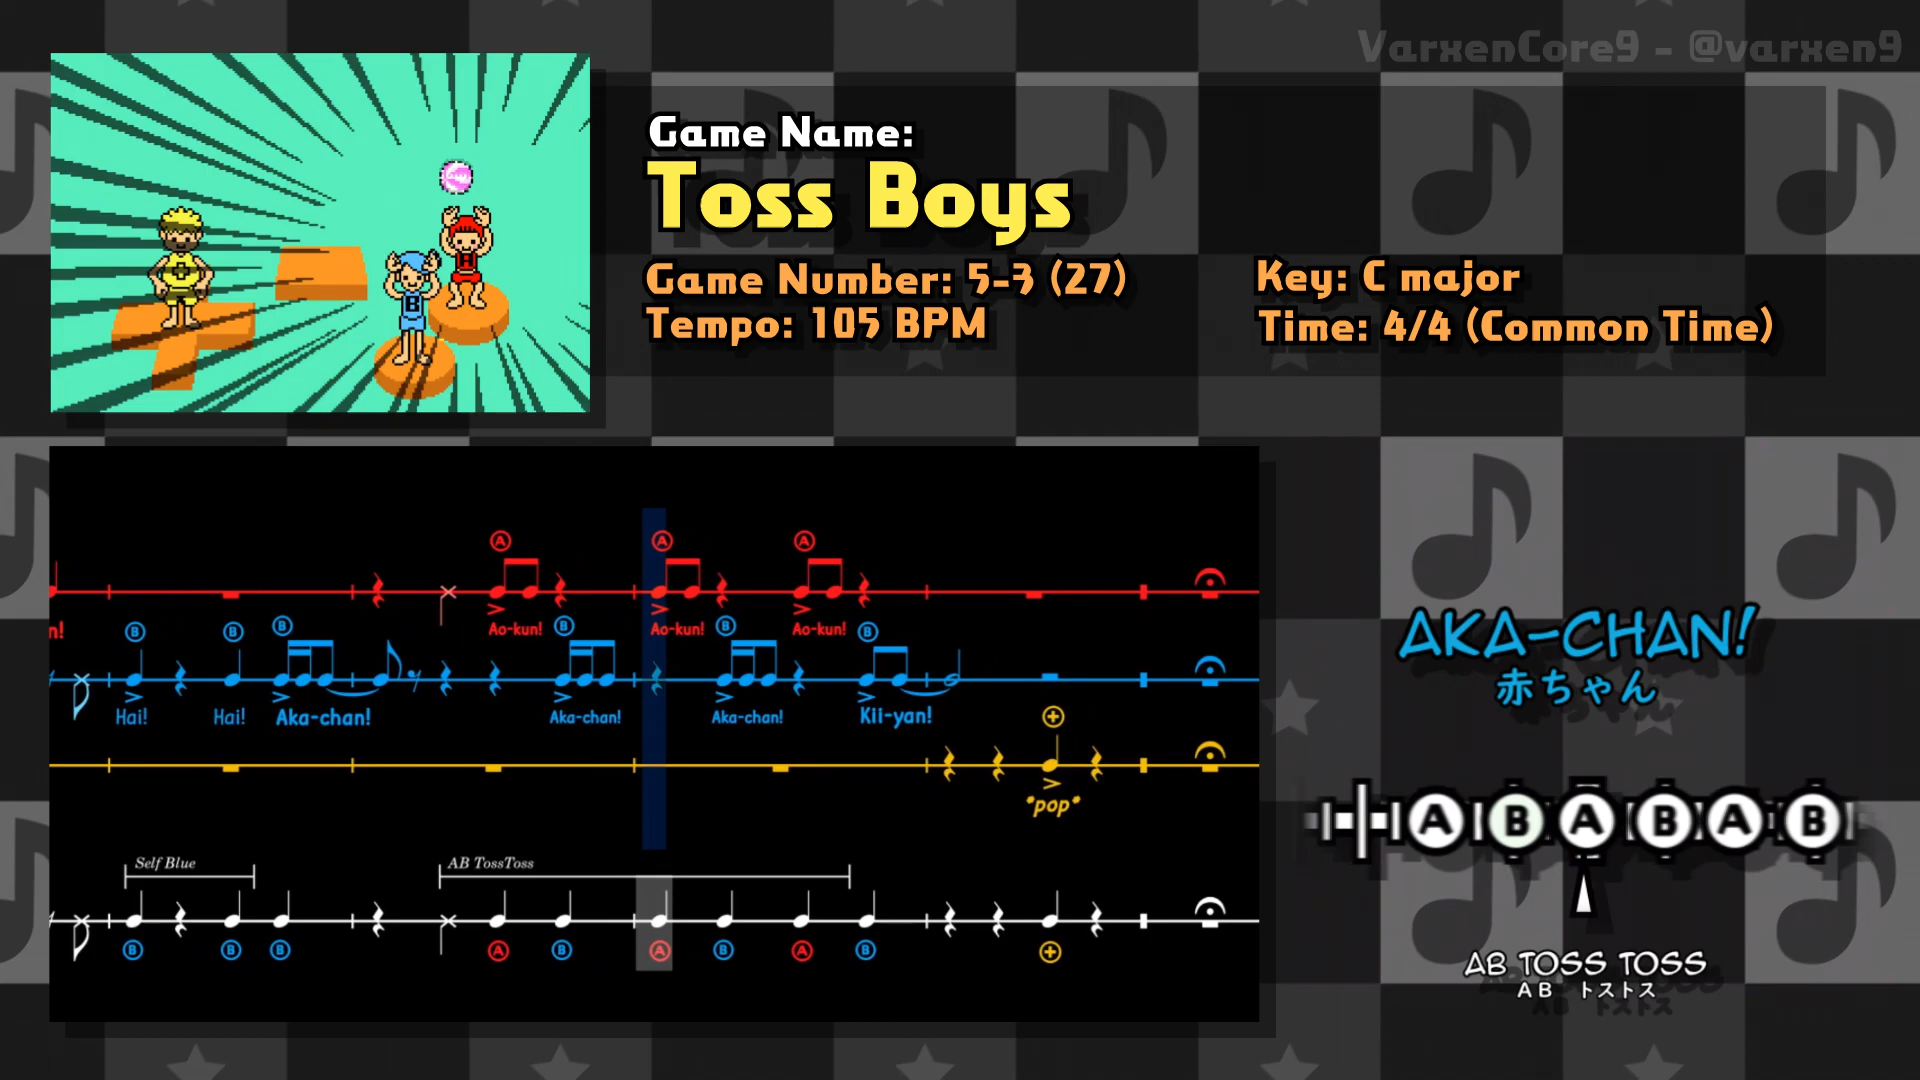 VarxenCore9 - @varxen9
Game Name:
Toss Boys
Game Number: 5-3 (27)
Key: C major
Tempo: 105 BPM
Time: 4/4 (Common Time)
B
H
A
A
A
n!
Ao-kun!
Ao-kun!
Ao-kun!
B
B
B
B
B
B
Hai!
Hai!
Aka-chan!
Aka-chan!
Aka-chan!
Kii-yan!
*pop*
Self Blue
AB TossToss
B
B
B
A
B
A
B
A
B
AKA-CHAN!
赤ちゃん
A B A B A B
AB TOSS TOSS
AB トストス